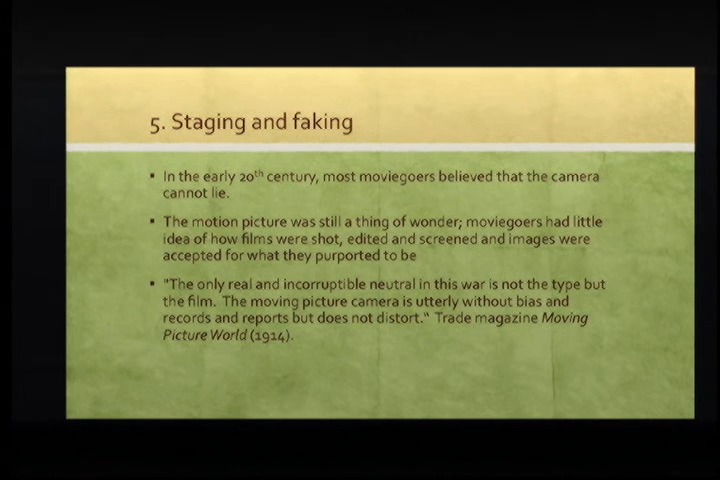 5. Staging and faking
▪ In the early 20th century, most moviegoers believed that the camera
cannot lie.
▪ The motion picture was still a thing of wonder; moviegoers had little
idea of how films were shot, edited and screened and images were
accepted for what they purported to be
▪ "The only real and incorruptible neutral in this war is not the type but
the film. The moving picture camera is utterly without bias and
records and reports but does not distort." Trade magazine Moving
Picture World (1914).